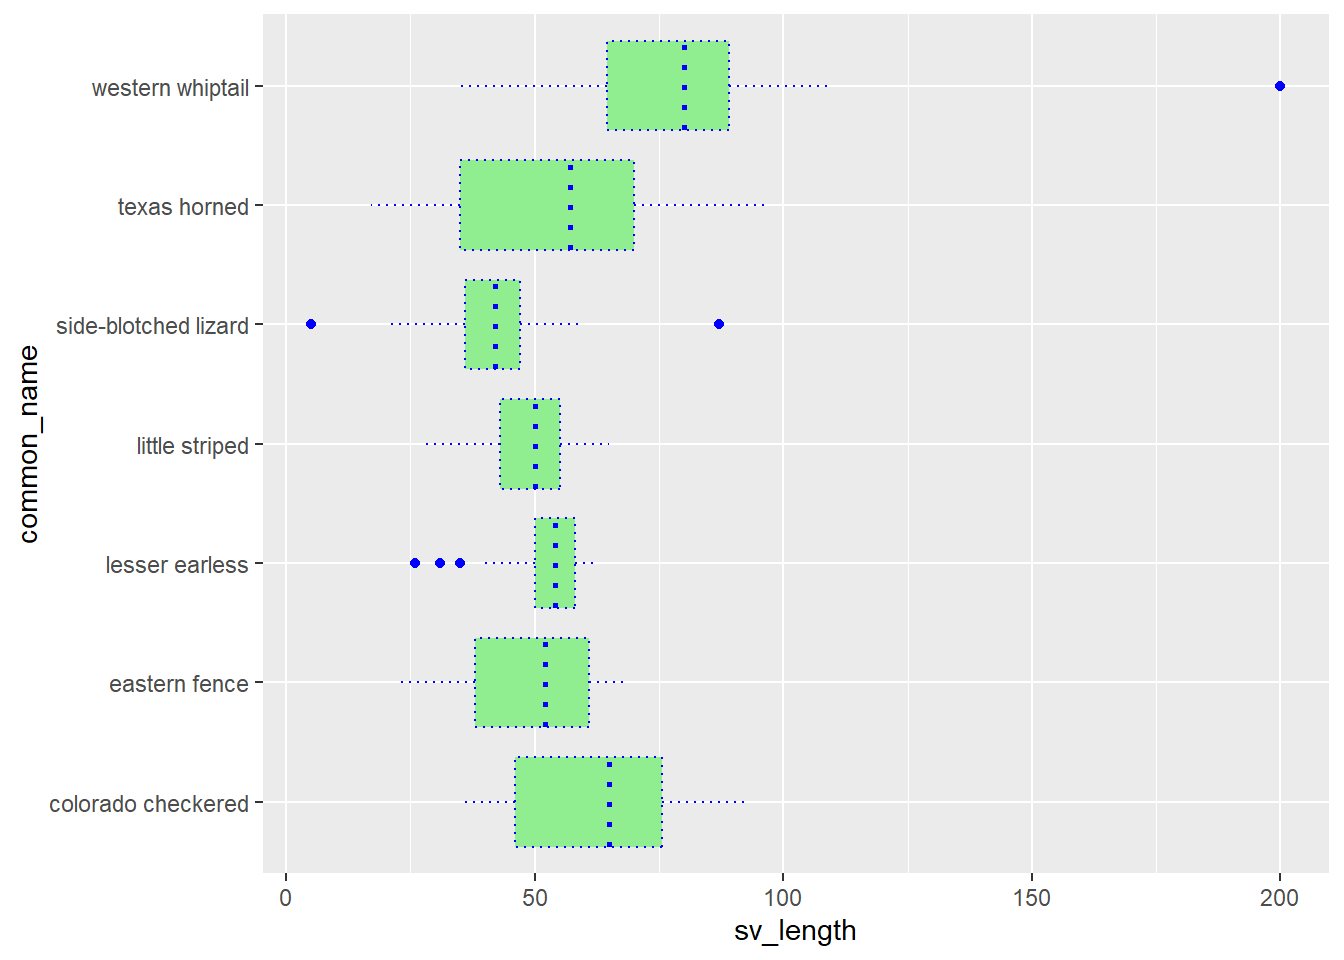 western whiptail
texas horned
side-blotched lizard
little striped
lesser earless
eastern fence
colorado checkered
common_name
0 50 100 150 200
sv_length